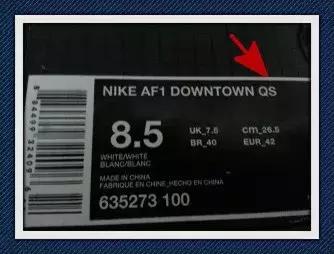 NIKE AF1 DOWNTOWN QS
8.5
UK_7.5 cm_26.5
BR_40 EUR_42
WHITE/WHITE
BLANC/BLANC
MADE IN CHINA
FABRIQUE EN CHINE_HECHO EN CHINA
635273 100